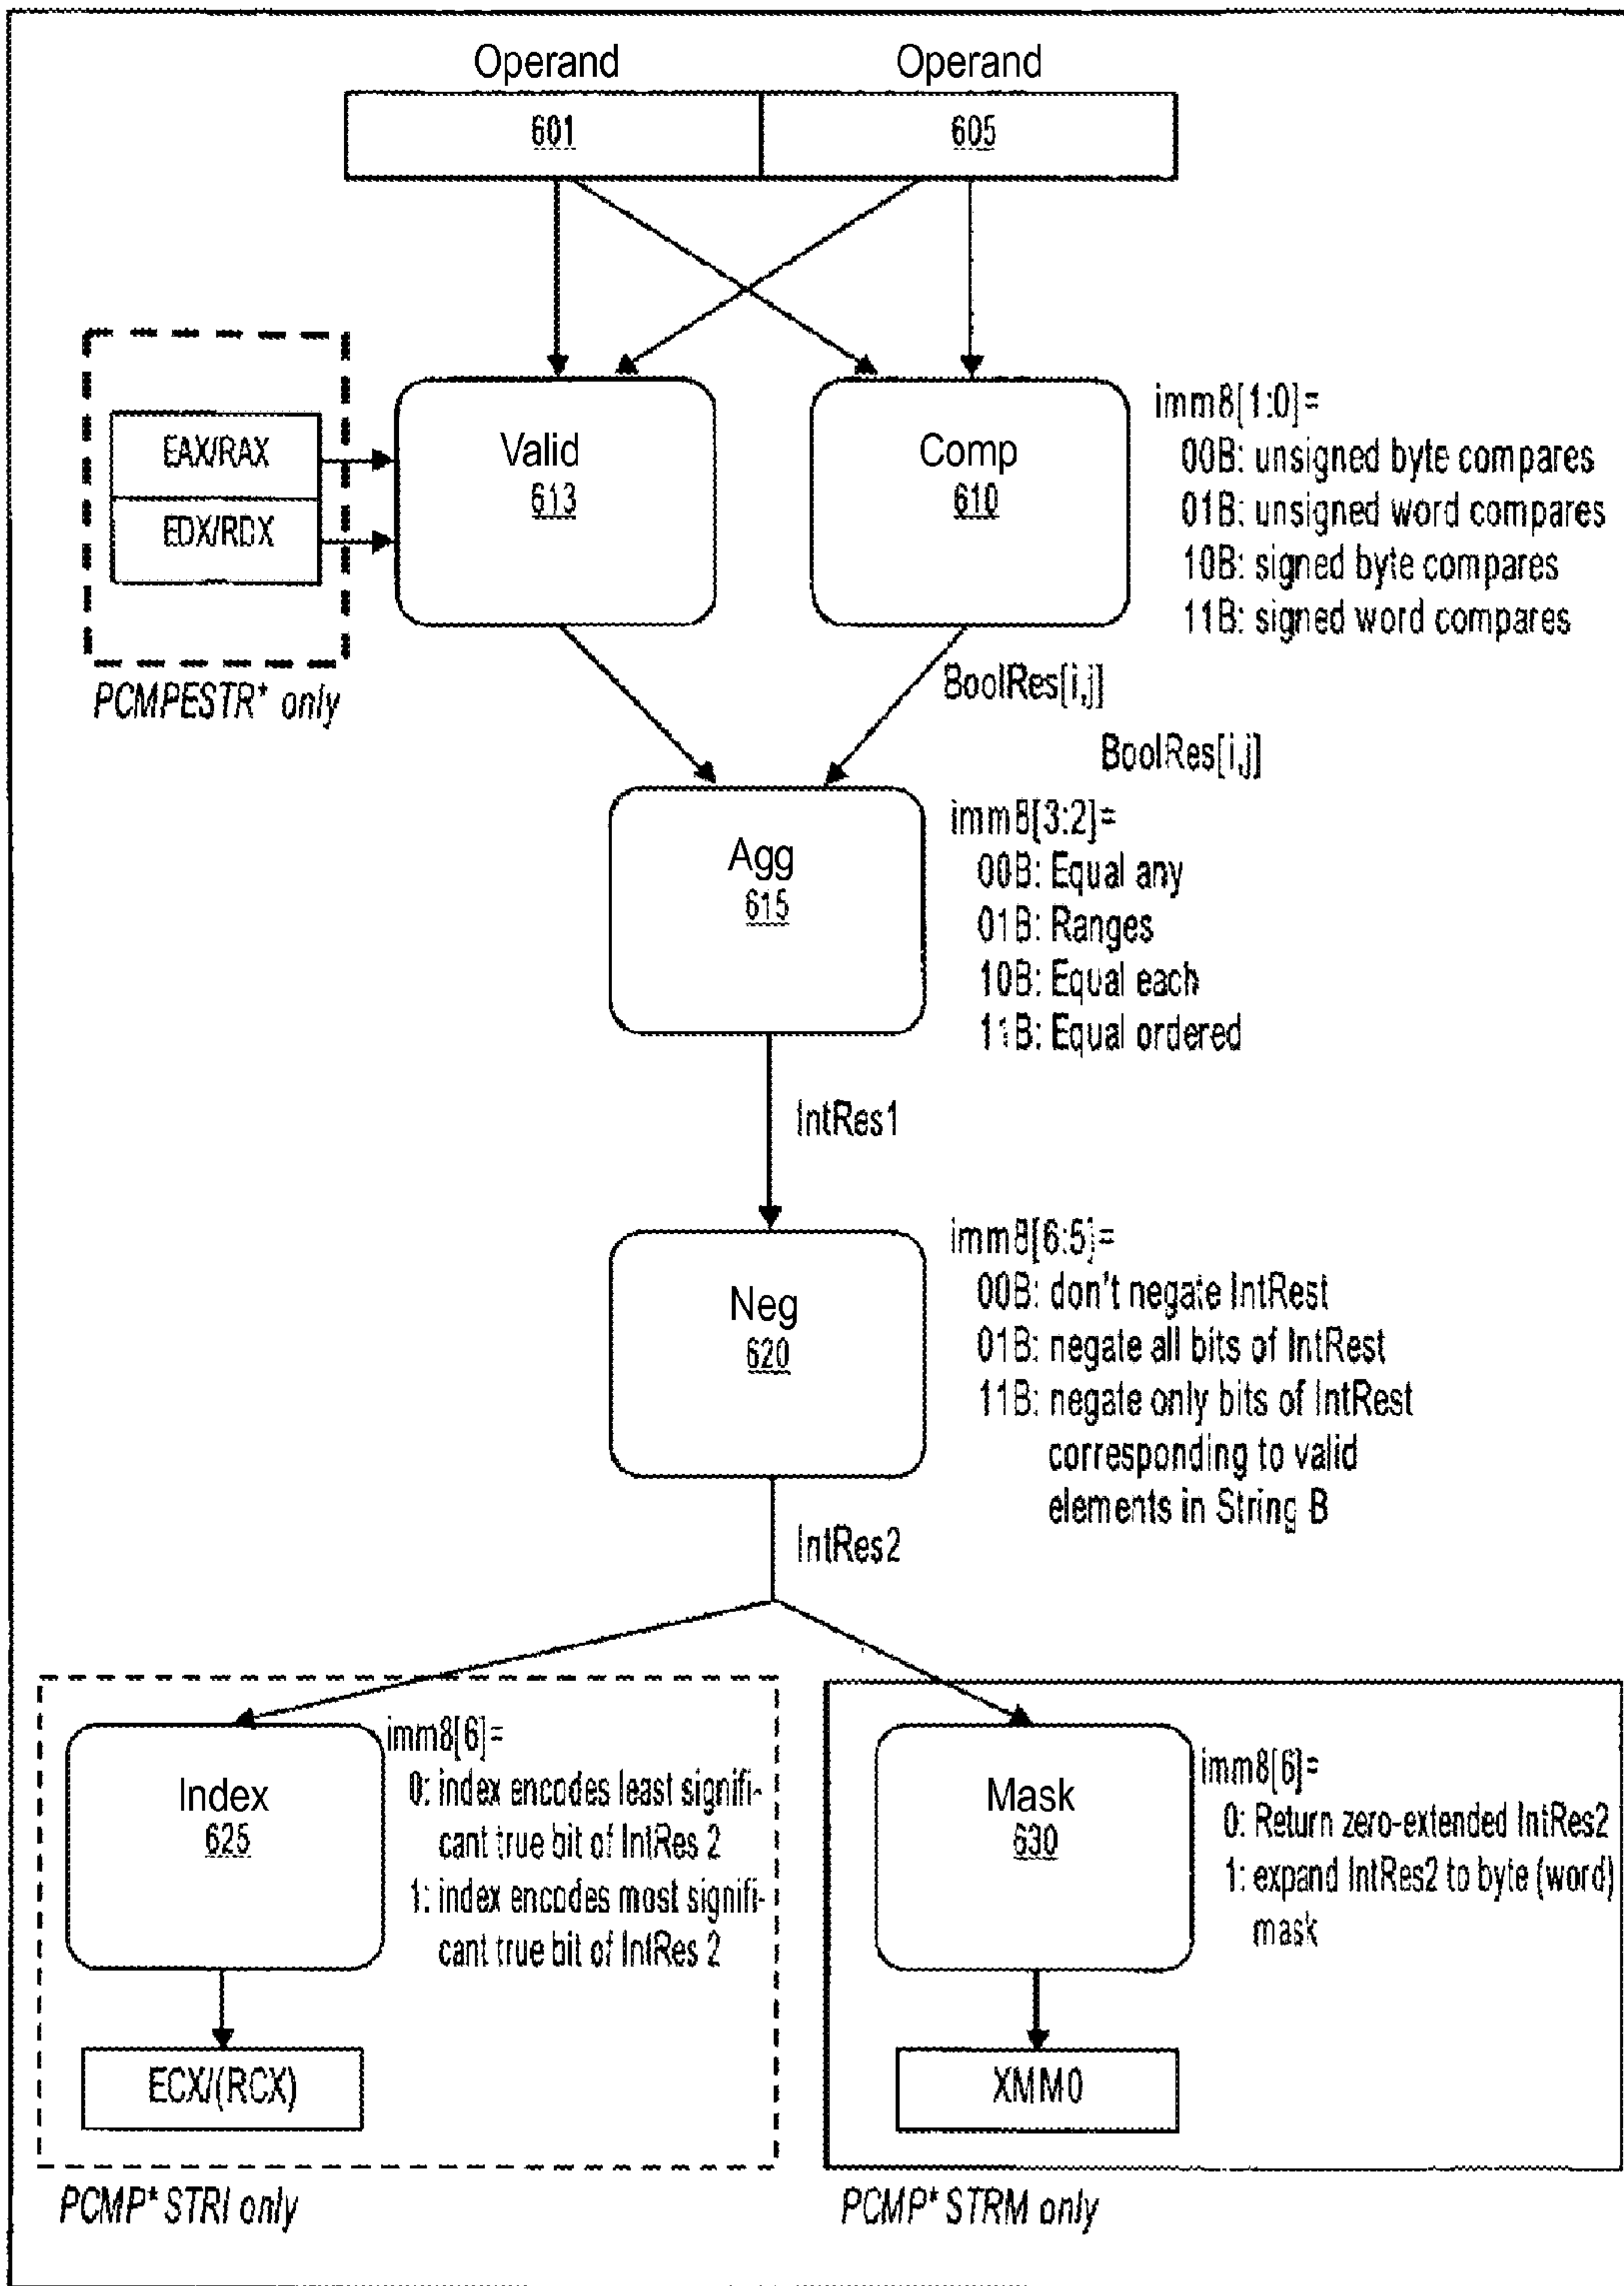 Operand Operand
601 605
EAX/RAX
EDX/RDX
PCMPESTR* only
Valid
613
Comp
610
imm8[1:0]=
00B: unsigned byte compares
01B: unsigned word compares
10B: signed byte compares
11B: signed word compares
BoolRes[i,j]
BoolRes[i,j]
Agg
615
imm8[3:2]=
00B: Equal any
01B: Ranges
10B: Equal each
11B: Equal ordered
IntRes1
Neg
620
imm8[6:5]=
00B: don't negate IntRest
01B: negate all bits of IntRest
11B: negate only bits of IntRest
corresponding to valid
elements in String B
IntRes2
Index
625
imm8[6]=
0: index encodes least signifi-
cant true bit of IntRes 2
1: index encodes most signifi-
cant true bit of IntRes 2
ECX/(RCX)
PCMP* STRI only
Mask
630
imm8[6]=
0: Return zero-extended IntRes2
1: expand IntRes2 to byte (word)
mask
XMM0
PCMP* STRM only